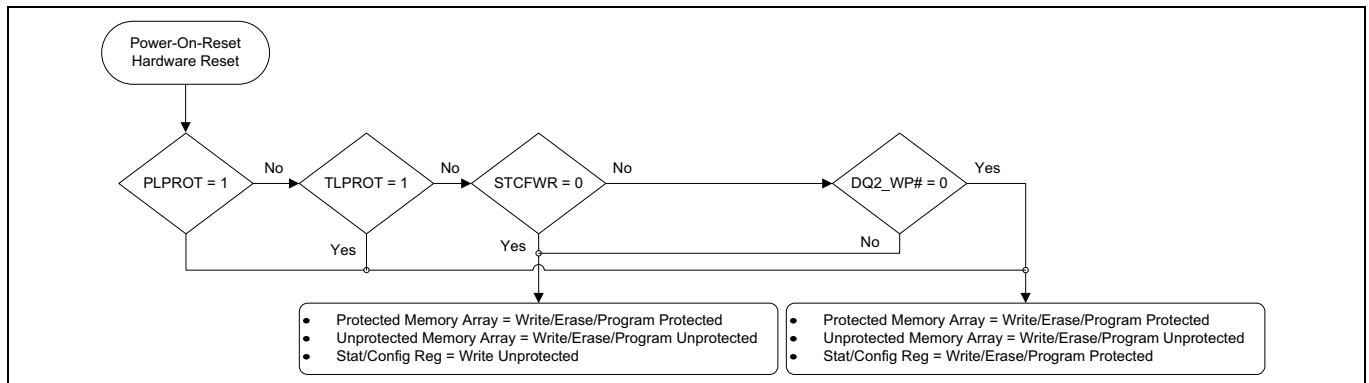 Power-On-Reset
Hardware Reset
PLPROT = 1
No
TLPROT = 1
No
STCFWR = 0
No
DQ2_WP# = 0
Yes
Yes
Yes
No
• Protected Memory Array = Write/Erase/Program Protected
• Unprotected Memory Array = Write/Erase/Program Unprotected
• Stat/Config Reg = Write Unprotected
• Protected Memory Array = Write/Erase/Program Protected
• Unprotected Memory Array = Write/Erase/Program Unprotected
• Stat/Config Reg = Write/Erase/Program Protected